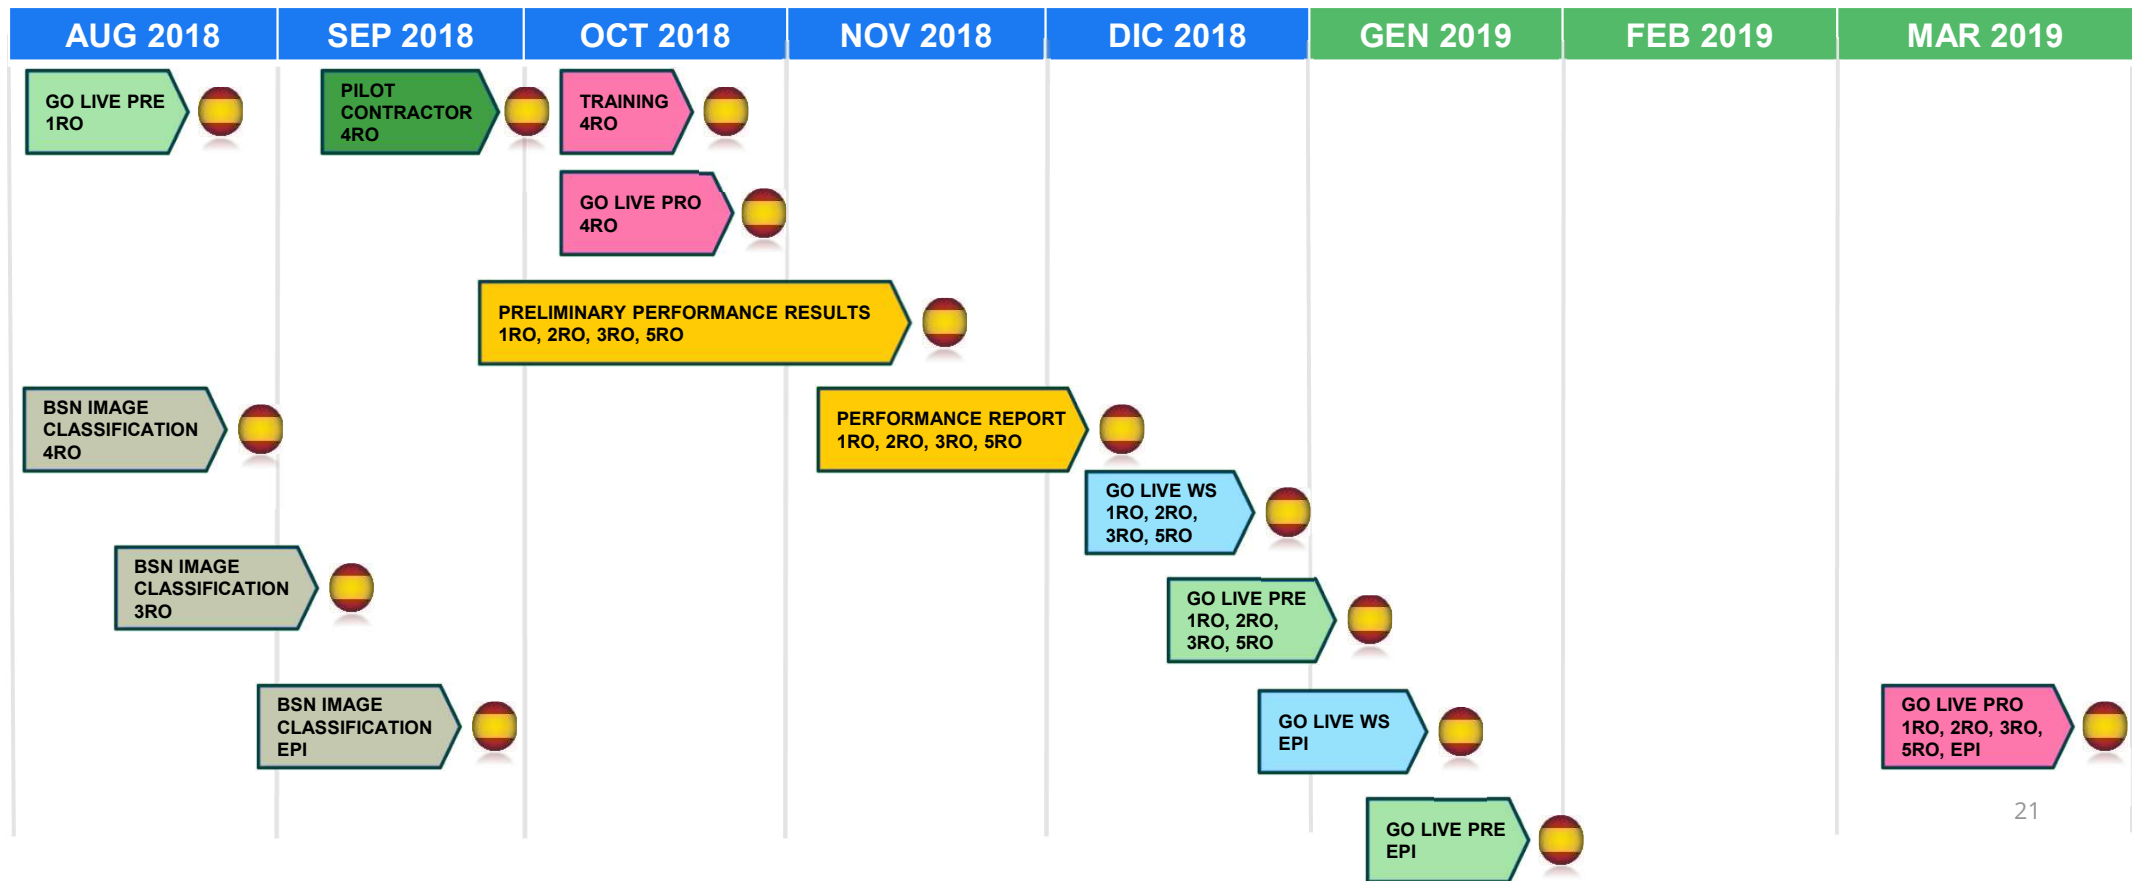 AUG 2018
SEP 2018
OCT 2018
NOV 2018
DIC 2018
GEN 2019
FEB 2019
MAR 2019
GO LIVE PRE
1RO
PILOT
CONTRACTOR
4RO
TRAINING
4RO
GO LIVE PRO
4RO
PRELIMINARY PERFORMANCE RESULTS
1RO, 2RO, 3RO, 5RO
BSN IMAGE
CLASSIFICATION
4RO
PERFORMANCE REPORT
1RO, 2RO, 3RO, 5RO
GO LIVE WS
1RO, 2RO,
3RO, 5RO
BSN IMAGE
CLASSIFICATION
3RO
GO LIVE PRE
1RO, 2RO,
3RO, 5RO
BSN IMAGE
CLASSIFICATION
EPI
GO LIVE WS
EPI
GO LIVE PRO
1RO, 2RO, 3RO,
5RO, EPI
GO LIVE PRE
EPI
21